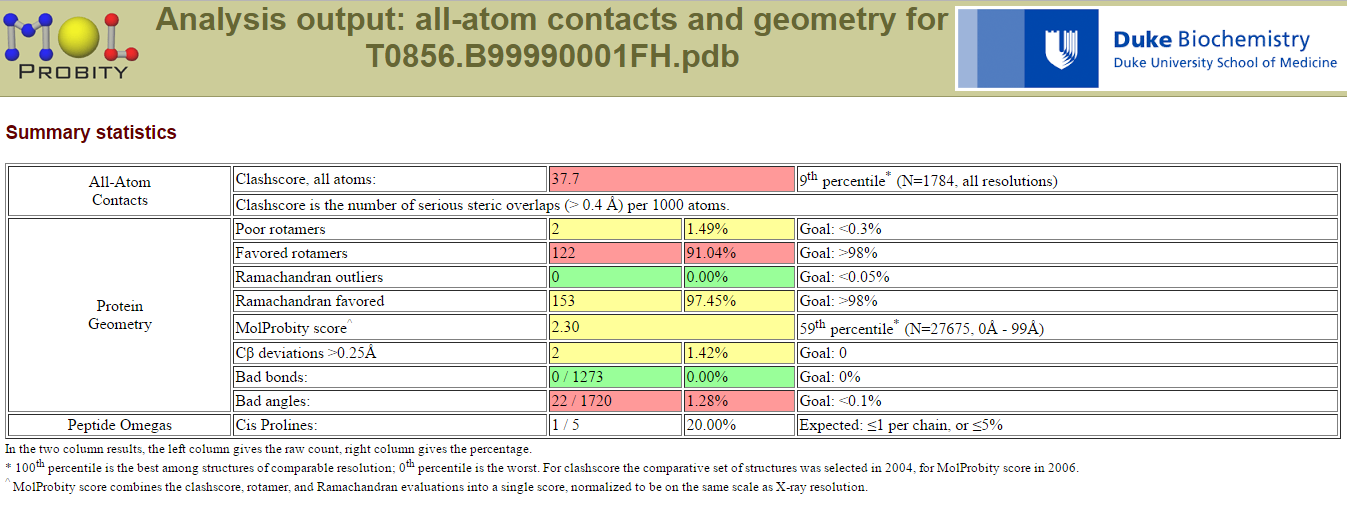 MOL
PROBITY
Analysis output: all-atom contacts and geometry for
T0856.B99990001FH.pdb
Duke Biochemistry
Duke University School of Medicine
Summary statistics
All-Atom Contacts
Clashscore, all atoms: 37.7 9th percentile* (N=1784, all resolutions)
Clashscore is the number of serious steric overlaps (> 0.4 Å) per 1000 atoms.
Protein Geometry
Poor rotamers 2 1.49% Goal: <0.3%
Favored rotamers 122 91.04% Goal: >98%
Ramachandran outliers 0 0.00% Goal: <0.05%
Ramachandran favored 153 97.45% Goal: >98%
MolProbity score^ 2.30 59th percentile* (N=27675, 0Å - 99Å)
Cβ deviations >0.25Å 2 1.42% Goal: 0
Bad bonds: 0 / 1273 0.00% Goal: 0%
Bad angles: 22 / 1720 1.28% Goal: <0.1%
Peptide Omegas Cis Prolines: 1 / 5 20.00% Expected: ≤1 per chain, or ≤5%
In the two column results, the left column gives the raw count, right column gives the percentage.
* 100th percentile is the best among structures of comparable resolution; 0th percentile is the worst. For clashscore the comparative set of structures was selected in 2004, for MolProbity score in 2006.
^ MolProbity score combines the clashscore, rotamer, and Ramachandran evaluations into a single score, normalized to be on the same scale as X-ray resolution.